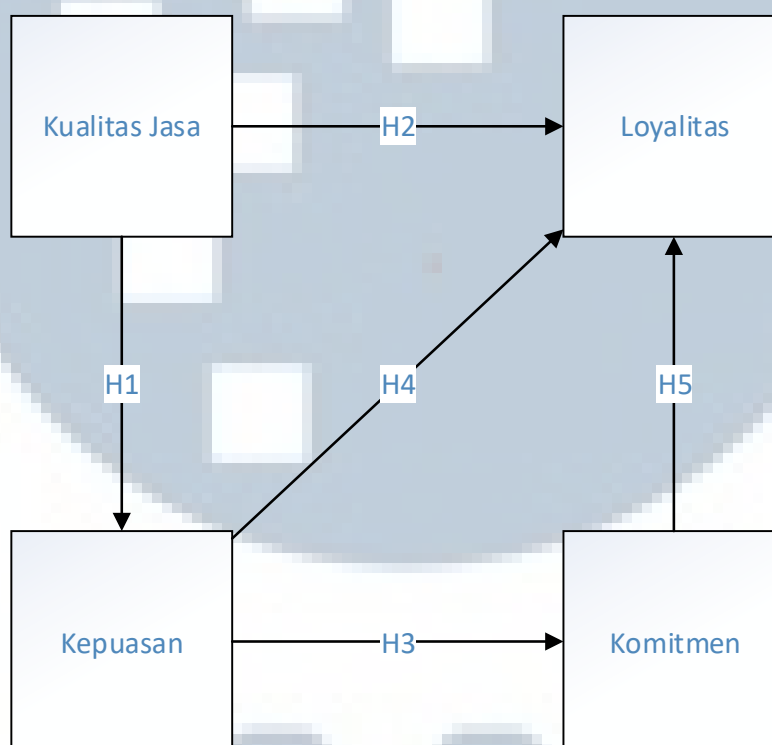 Kualitas Jasa
H2
Loyalitas
H1
H4
H5
Kepuasan
H3
Komitmen